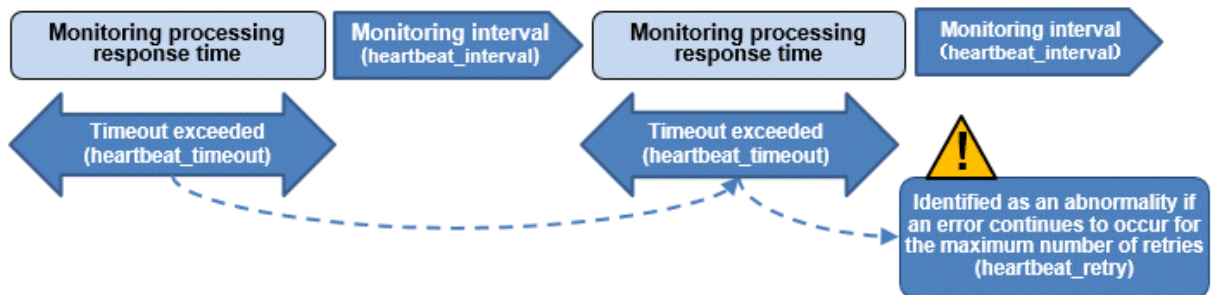 Monitoring processing
response time
Monitoring interval
(heartbeat_interval)
Monitoring processing
response time
Monitoring interval
(heartbeat_interval)
Timeout exceeded
(heartbeat_timeout)
Timeout exceeded
(heartbeat_timeout)
!
Identified as an abnormality if
an error continues to occur for
the maximum number of retries
(heartbeat_retry)